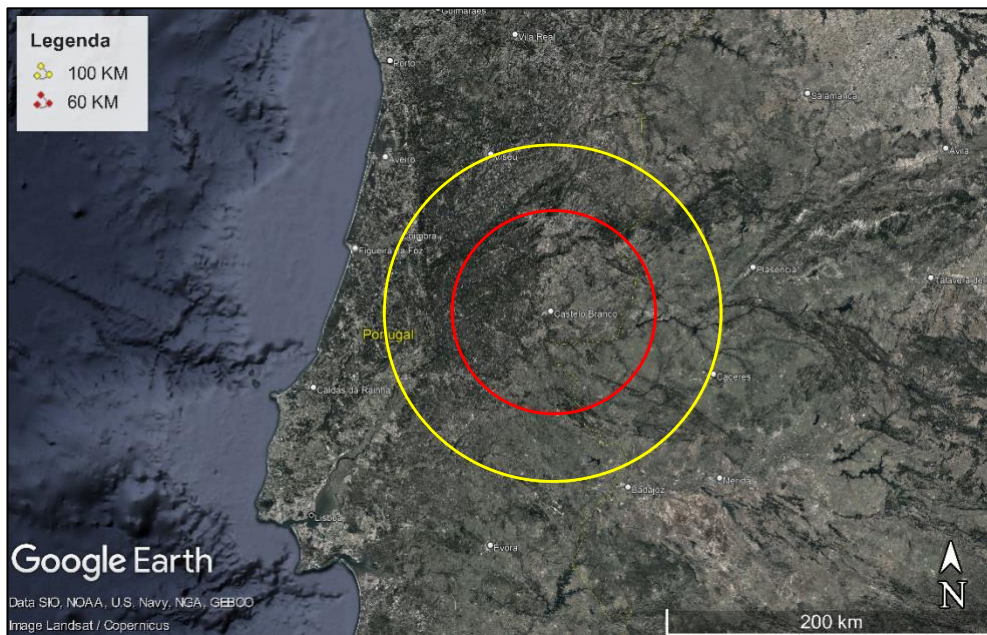 Legenda
100 KM
60 KM
Guimarães
Vila Real
Porto
Salamanca
Aveiro
Viseu
Ávila
Coimbra
Figueira da Foz
Plasencia
Talavera de
Castelo Branco
Portugal
Cáceres
Caldas da Rainha
Mérida
Badajoz
Lisboa
Évora
Google Earth
Data SIO, NOAA, U.S. Navy, NGA, GEBCO
Image Landsat / Copernicus
N
200 km